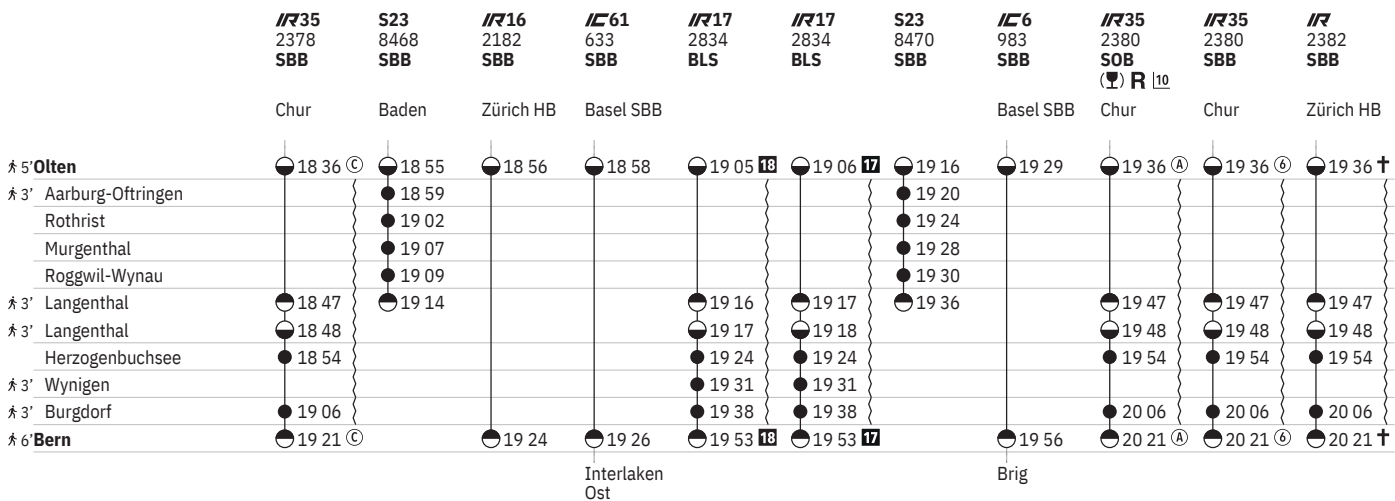 IR35 S23 IR16 IC61 IR17 IR17 S23 IC6 IR35 IR35 IR
2378 8468 2182 633 2834 2834 8470 983 2380 2380 2382
SBB SBB SBB SBB BLS BLS SBB SBB SOB SBB SBB
R 10
Chur Baden Zürich HB Basel SBB Basel SBB Chur Chur Zürich HB
5’ Olten 18 36 C 18 55 18 56 18 58 19 05 18 19 06 17 19 16 19 29 19 36 A 19 36 6 19 36 †
3’ Aarburg-Oftringen 18 59 19 20
Rothrist 19 02 19 24
Murgenthal 19 07 19 28
Roggwil-Wynau 19 09 19 30
3’ Langenthal 18 47 19 14 19 16 19 17 19 36 19 47 19 47 19 47
3’ Langenthal 18 48 19 17 19 18 19 48 19 48 19 48
Herzogenbuchsee 18 54 19 24 19 24 19 54 19 54 19 54
3’ Wynigen 19 31 19 31
3’ Burgdorf 19 06 19 38 19 38 20 06 20 06 20 06
6’ Bern 19 21 C 19 24 19 26 19 53 18 19 53 17 19 56 20 21 A 20 21 6 20 21 †
Interlaken Brig
Ost